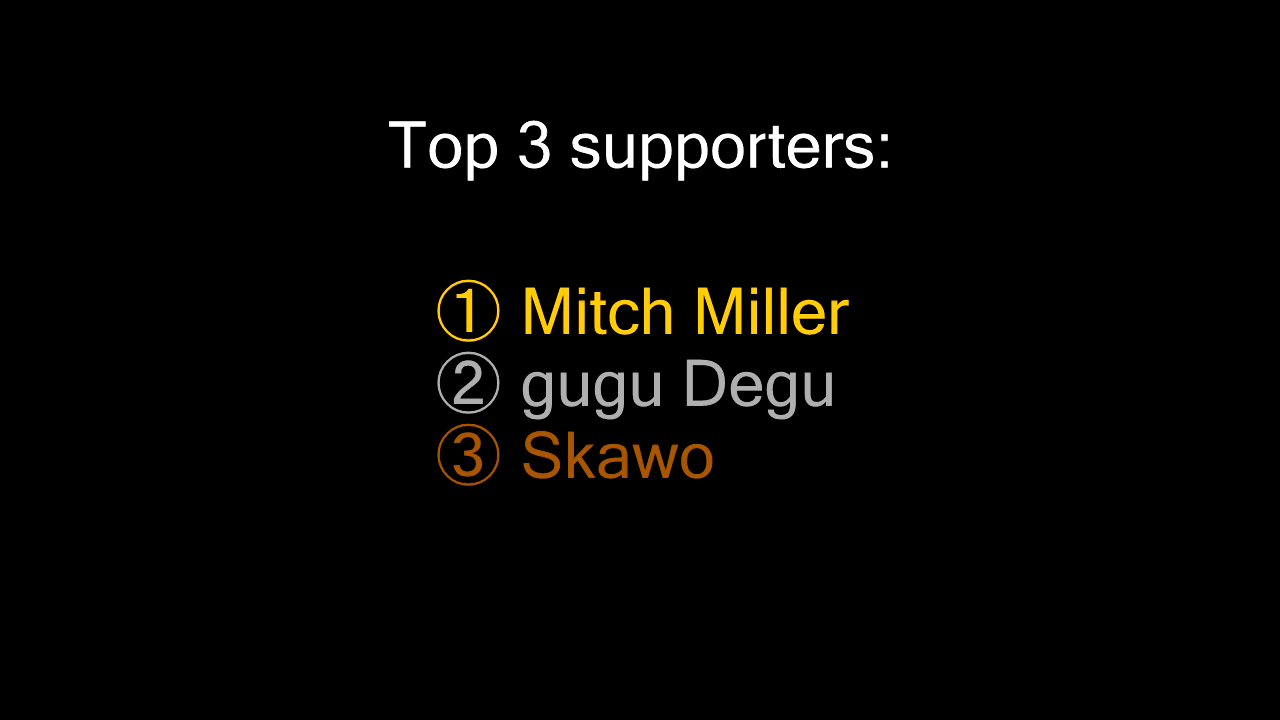 Top 3 supporters:
① Mitch Miller
② gugu Degu
③ Skawo